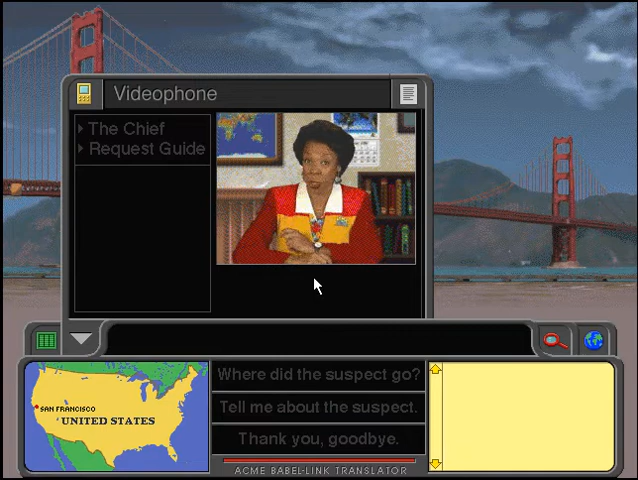 Videophone
The Chief
Request Guide
Where did the suspect go?
SAN FRANCISCO
Tell me about the suspect.
UNITED STATES
Thank you, goodbye.
ACME BABEL-LINK TRANSLATOR